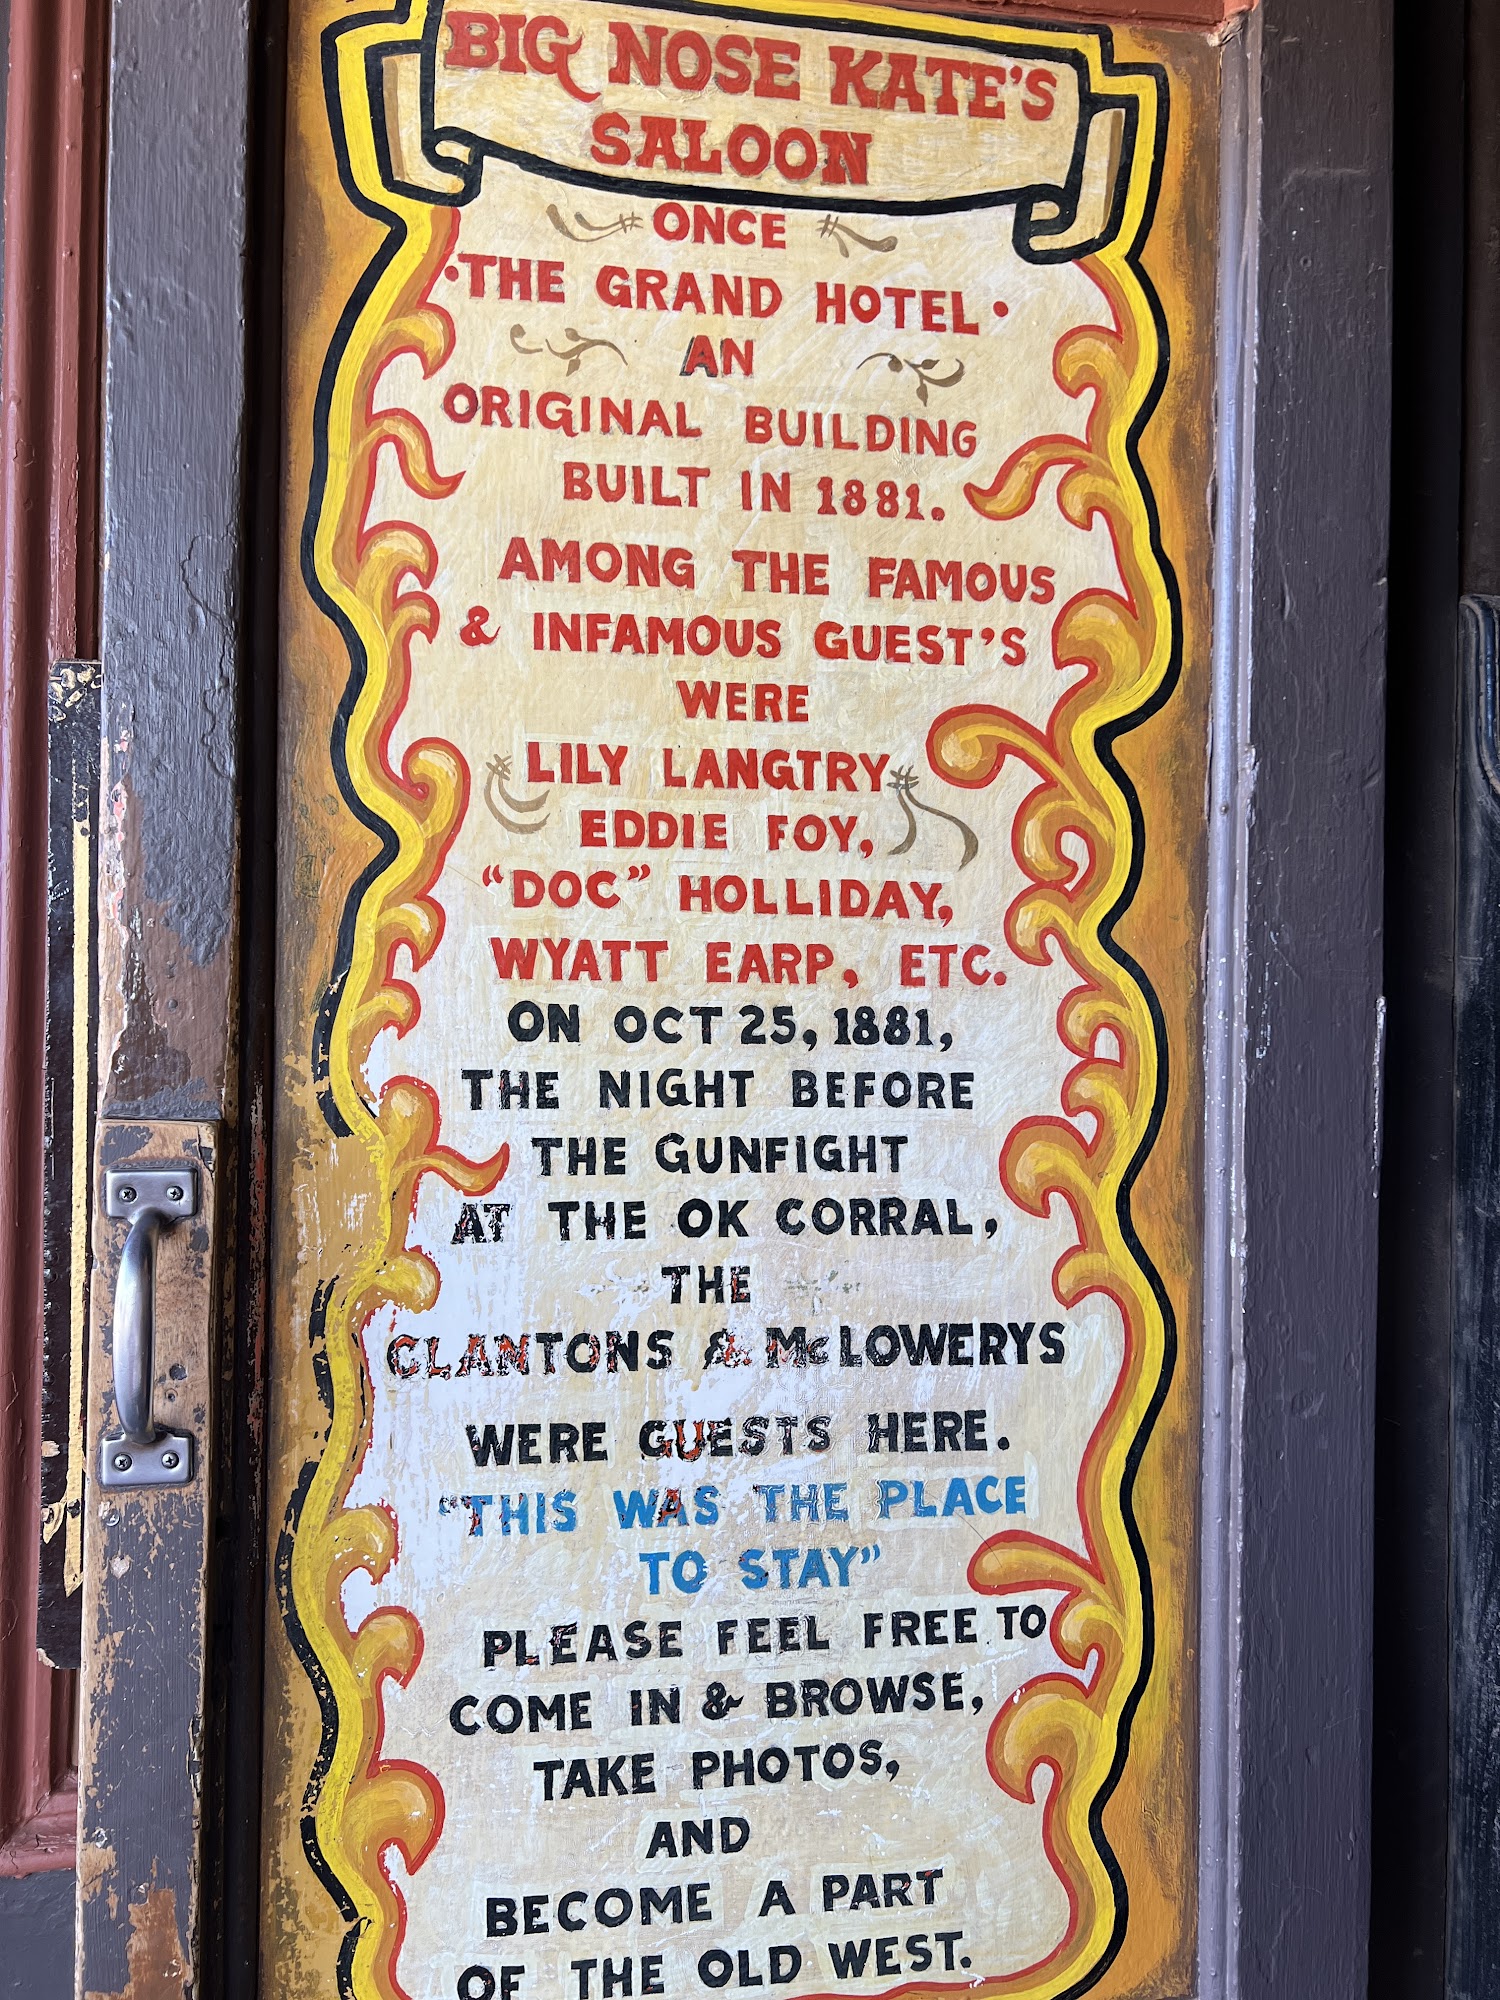 BIG NOSE KATE'S
SALOON
ONCE
·THE GRAND HOTEL·
AN
ORIGINAL BUILDING
BUILT IN 1881.
AMONG THE FAMOUS
& INFAMOUS GUEST'S
WERE
LILY LANGTRY
EDDIE FOY,
"DOC" HOLLIDAY,
WYATT EARP, ETC.
ON OCT 25, 1881,
THE NIGHT BEFORE
THE GUNFIGHT
AT THE OK CORRAL,
THE
CLANTONS & McLOWERYS
WERE GUESTS HERE.
"THIS WAS THE PLACE
TO STAY"
PLEASE FEEL FREE TO
COME IN & BROWSE,
TAKE PHOTOS,
AND
BECOME A PART
OF THE OLD WEST.